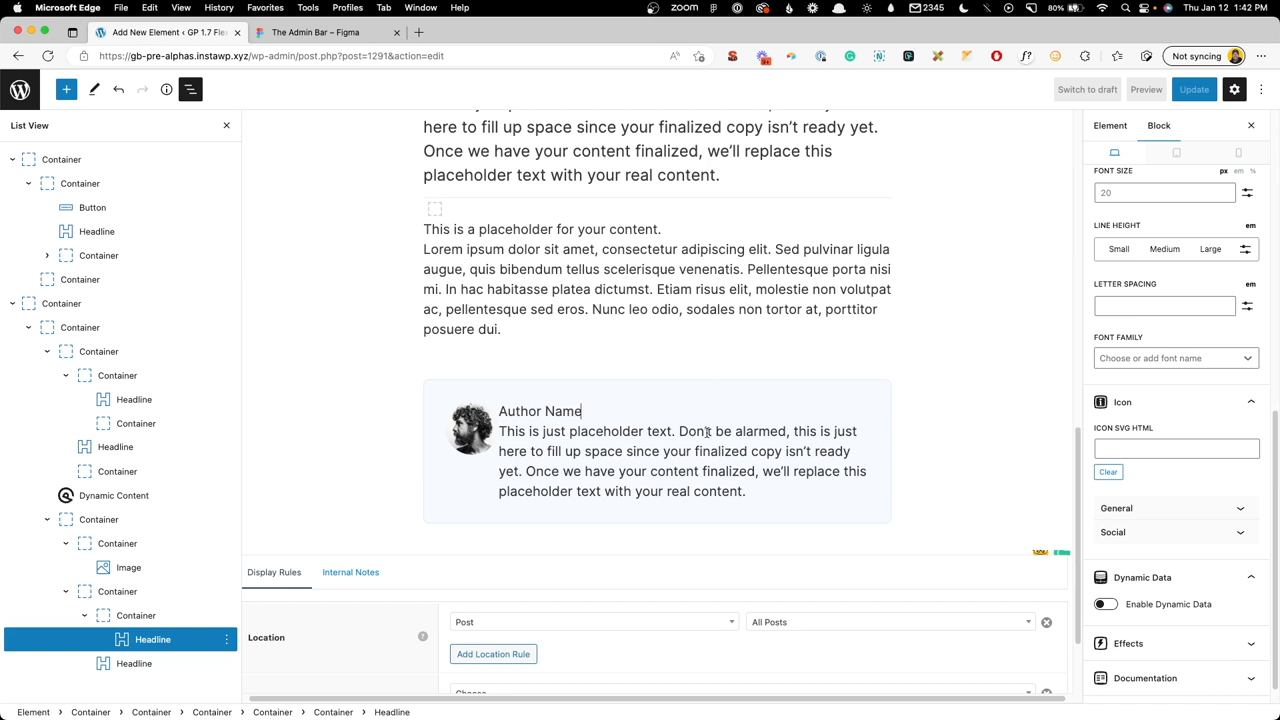 Microsoft Edge File Edit View History Favorites Tools Profiles Tab Window Help zoom 2345 80% Thu Jan 12 1:42 PM
Add New Element ‹ GP 1.7 Flex × The Admin Bar – Figma × +
https://gb-pre-alphas.instawp.xyz/wp-admin/post.php?post=1291&action=edit Not syncing
Switch to draft Preview Update
List View
Container
Container
Button
Headline
Container
Container
Container
Container
Container
Container
Headline
Container
Headline
Container
Dynamic Content
Container
Container
Image
Container
Container
Headline
Headline
here to fill up space since your finalized copy isn’t ready yet.
Once we have your content finalized, we’ll replace this
placeholder text with your real content.
This is a placeholder for your content.
Lorem ipsum dolor sit amet, consectetur adipiscing elit. Sed pulvinar ligula
augue, quis bibendum tellus scelerisque venenatis. Pellentesque porta nisi
mi. In hac habitasse platea dictumst. Etiam risus elit, molestie non volutpat
ac, pellentesque sed eros. Nunc leo odio, sodales non tortor at, porttitor
posuere dui.
Author Name
This is just placeholder text. Don’t be alarmed, this is just
here to fill up space since your finalized copy isn’t ready
yet. Once we have your content finalized, we’ll replace this
placeholder text with your real content.
Display Rules Internal Notes
Location ? Post All Posts
Add Location Rule
Choose
Element Block
FONT SIZE px em %
20
LINE HEIGHT em
Small Medium Large
LETTER SPACING em
FONT FAMILY
Choose or add font name
Icon
ICON SVG HTML
Clear
General
Social
Dynamic Data
Enable Dynamic Data
Effects
Documentation
Element > Container > Container > Container > Container > Container > Headline